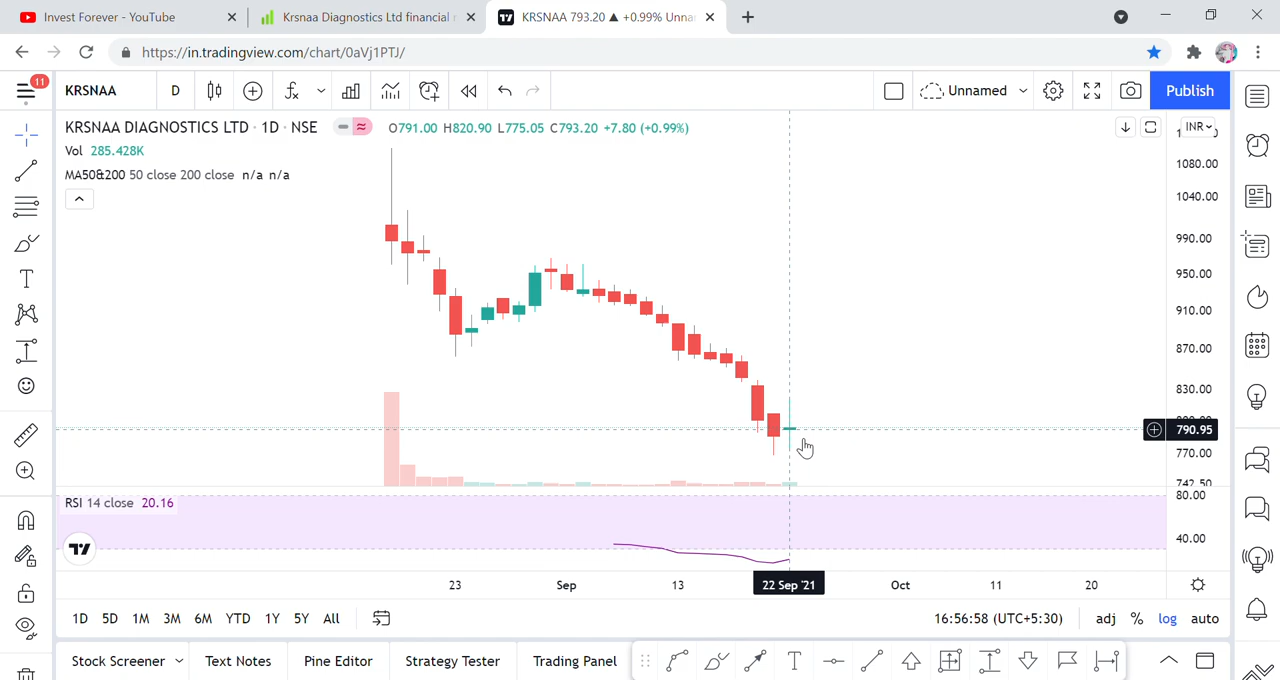 Invest Forever - YouTube
Krsnaa Diagnostics Ltd financial
KRSNAA 793.20 ▲ +0.99% Unna
https://in.tradingview.com/chart/0aVj1PTJ/
11
KRSNAA
D
Unnamed
Publish
KRSNAA DIAGNOSTICS LTD · 1D · NSE
O791.00 H820.90 L775.05 C793.20 +7.80 (+0.99%)
INR
Vol 285.428K
MA50&200 50 close 200 close n/a n/a
1080.00
1040.00
990.00
950.00
910.00
870.00
830.00
790.95
770.00
742.50
RSI 14 close 20.16
80.00
40.00
23
Sep
13
22 Sep '21
Oct
11
20
1D 5D 1M 3M 6M YTD 1Y 5Y All
16:56:58 (UTC+5:30)
adj % log auto
Stock Screener
Text Notes
Pine Editor
Strategy Tester
Trading Panel